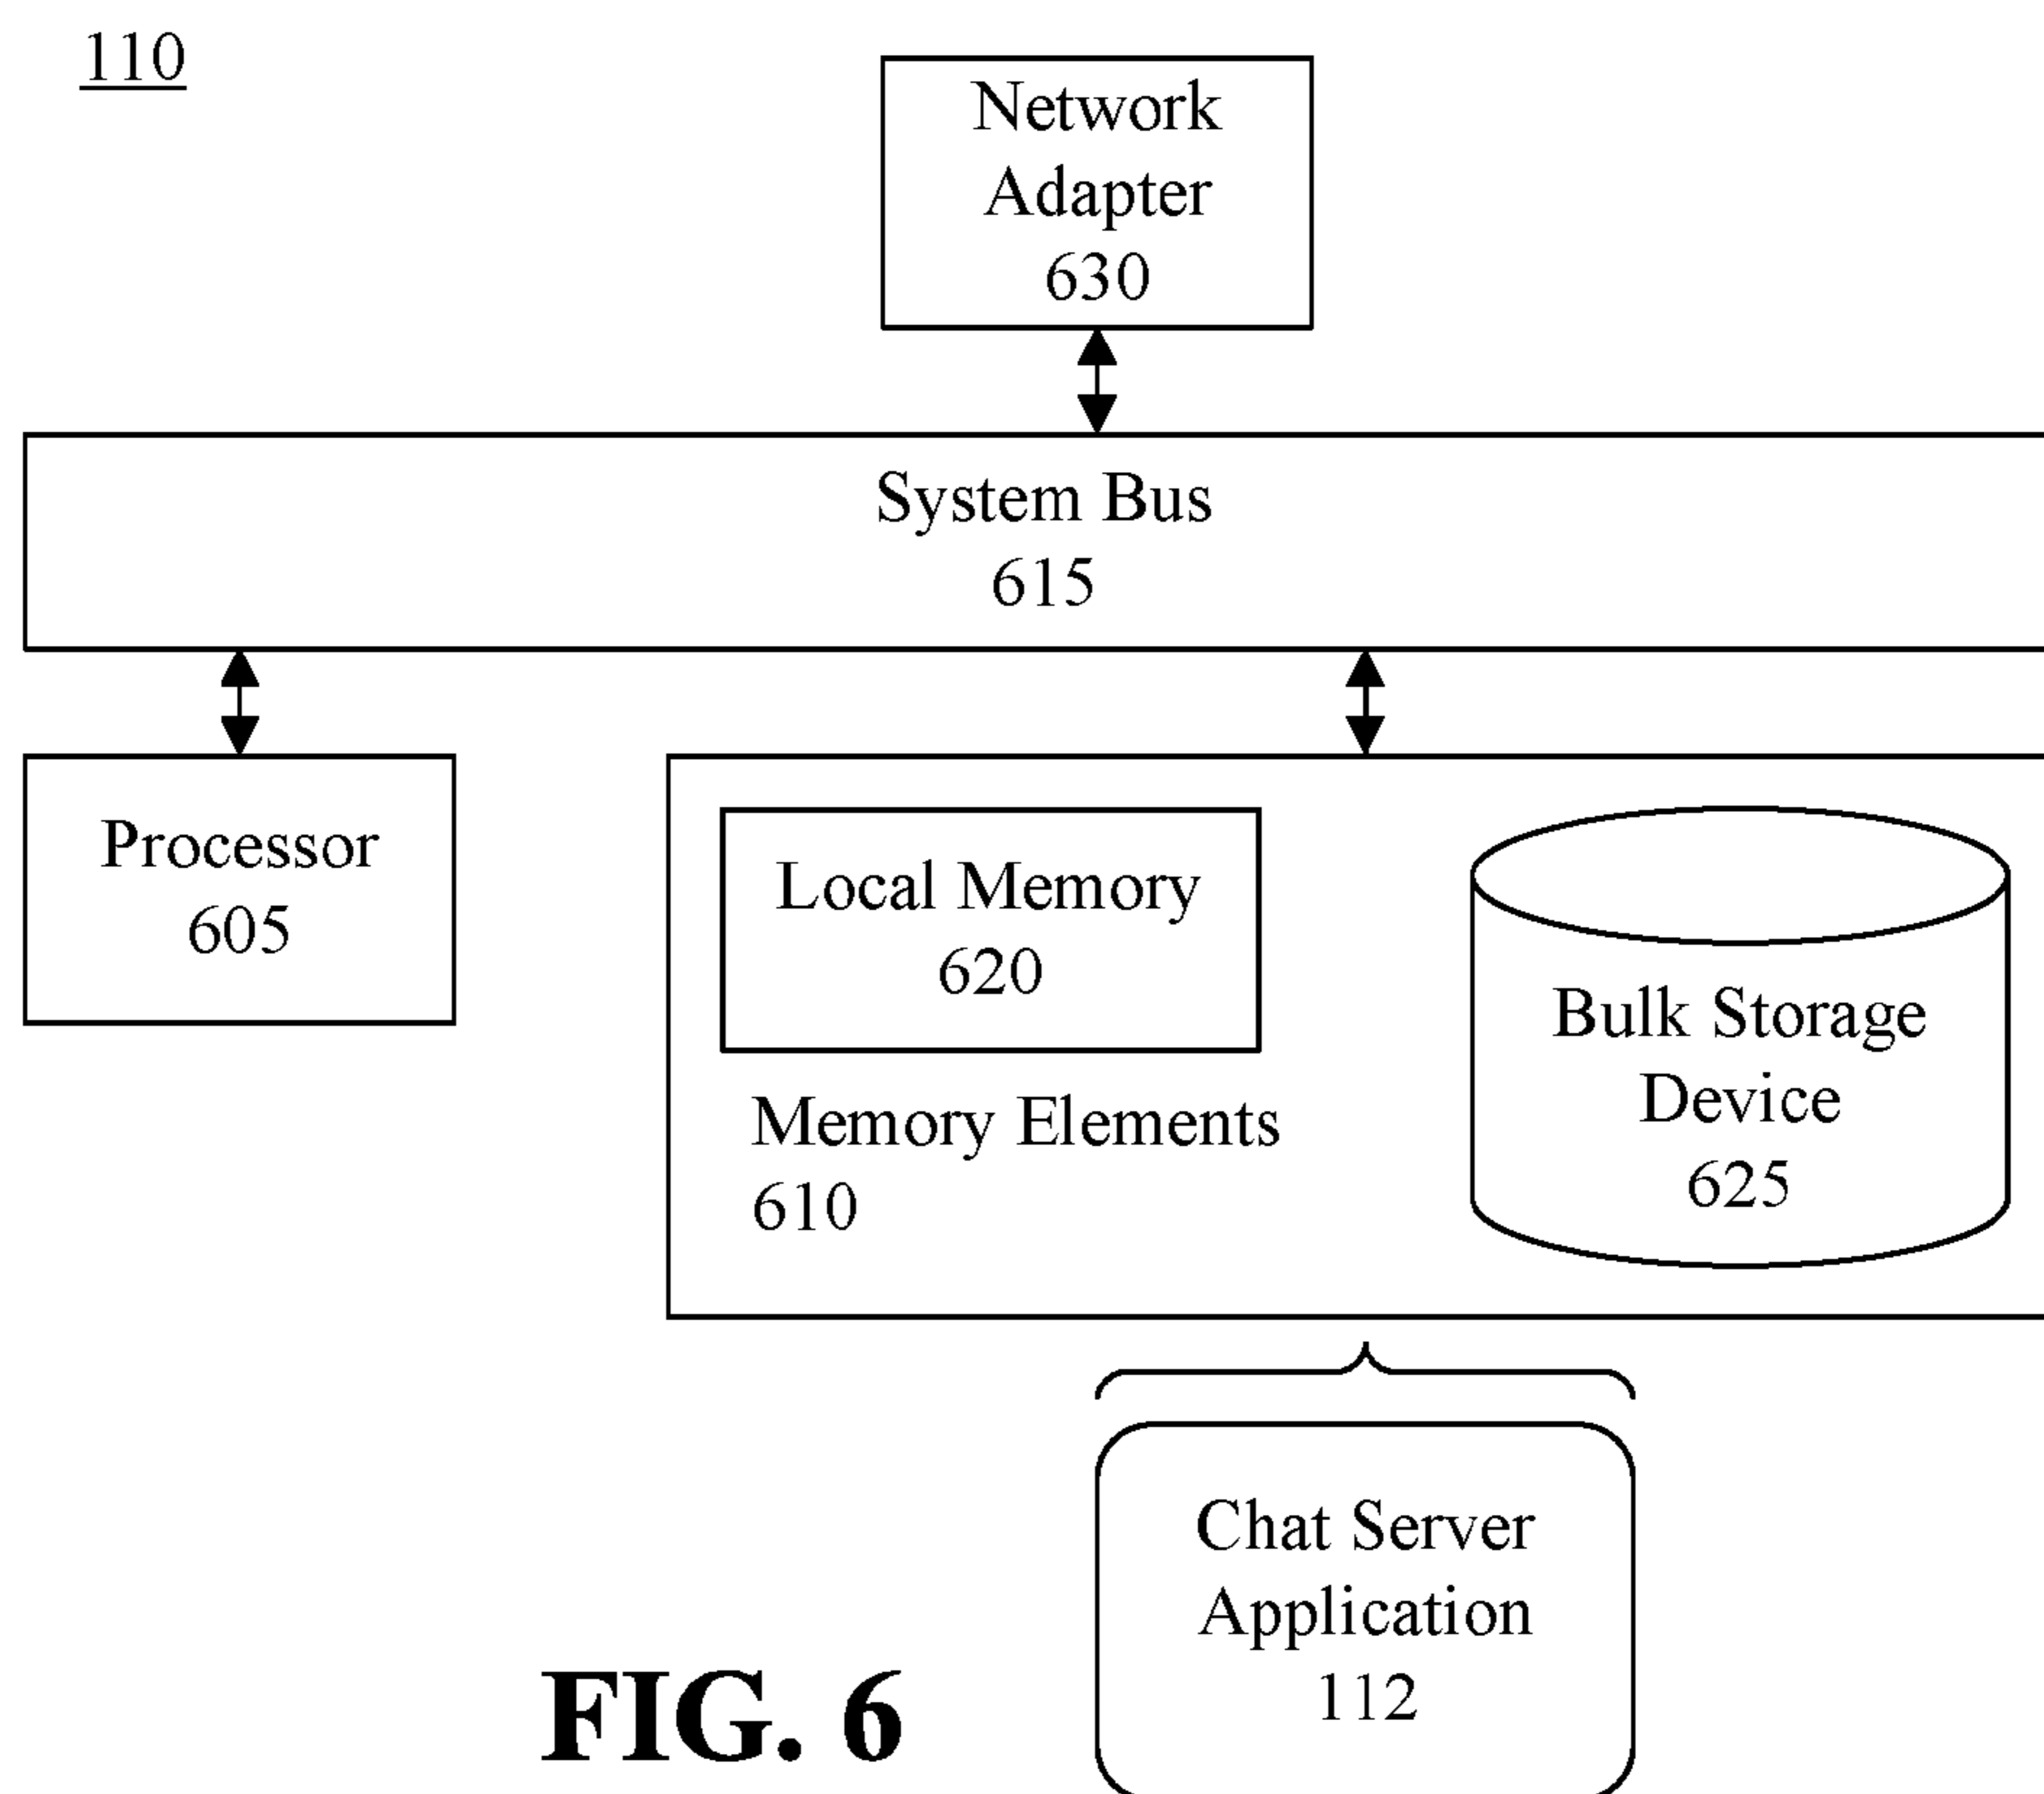 110
Network
Adapter
630
System Bus
615
Processor
605
Local Memory
620
Memory Elements
610
Bulk Storage
Device
625
Chat Server
Application
112
FIG. 6